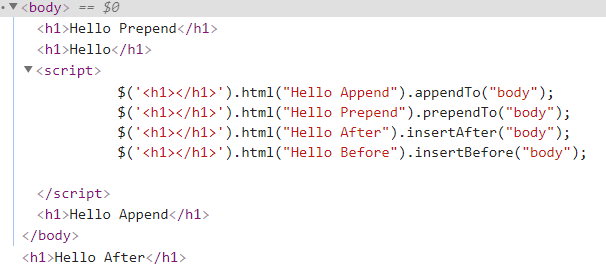 <body> == $0
<h1>Hello Prepend</h1>
<h1>Hello</h1>
<script>
$('<h1></h1>').html("Hello Append").appendTo("body");
$('<h1></h1>').html("Hello Prepend").prependTo("body");
$('<h1></h1>').html("Hello After").insertAfter("body");
$('<h1></h1>').html("Hello Before").insertBefore("body");
</script>
<h1>Hello Append</h1>
</body>
<h1>Hello After</h1>